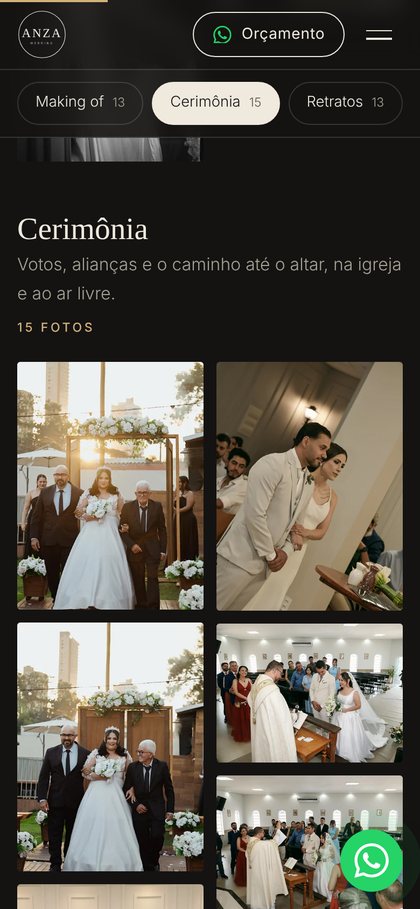 ANZA
WEDDING
Orçamento
Making of 13
Cerimônia 15
Retratos 13
Cerimônia
Votos, alianças e o caminho até o altar, na igreja
e ao ar livre.
15 FOTOS